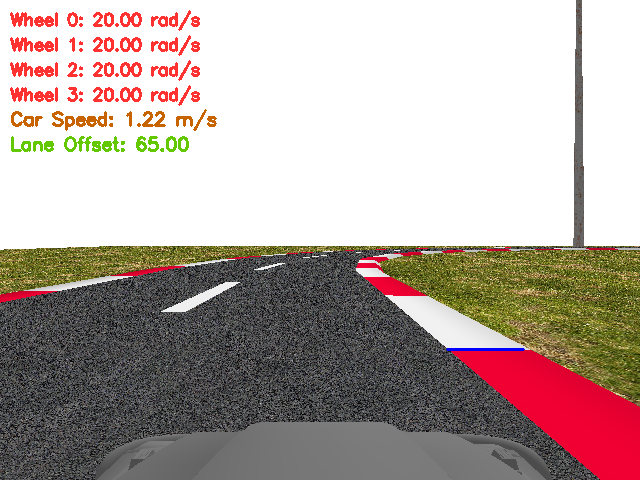 Wheel 0: 20.00 rad/s
Wheel 1: 20.00 rad/s
Wheel 2: 20.00 rad/s
Wheel 3: 20.00 rad/s
Car Speed: 1.22 m/s
Lane Offset: 65.00